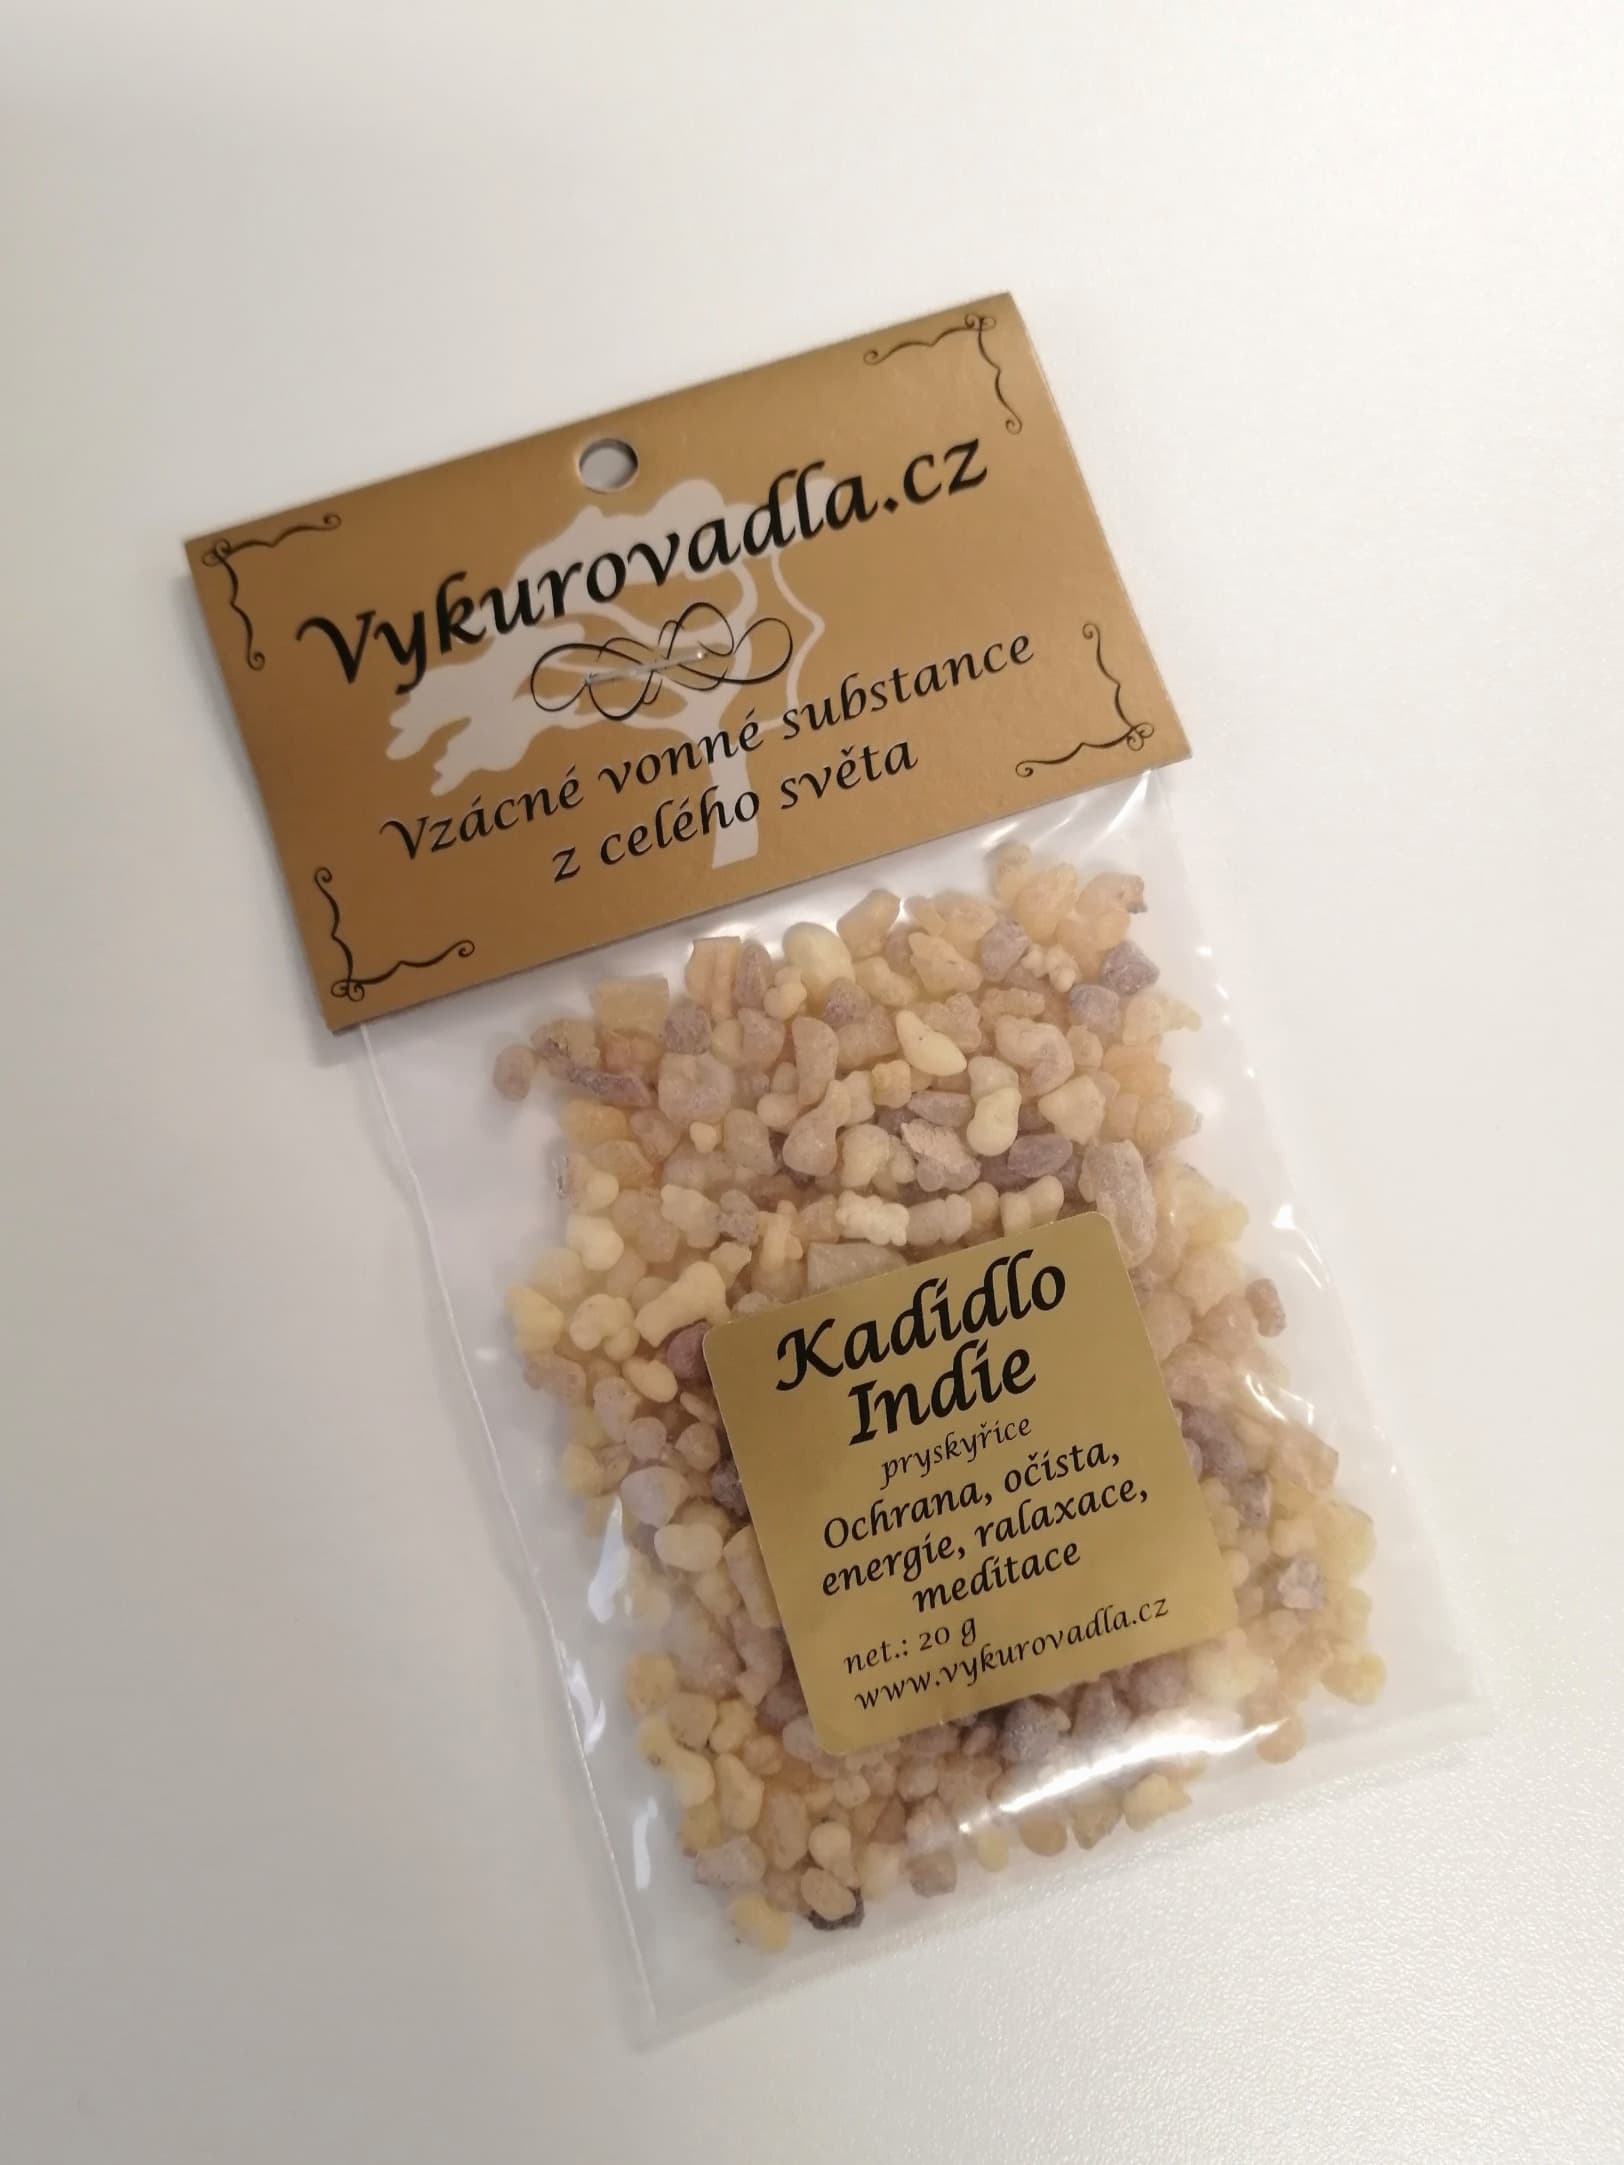 Vykurovadla.cz
Vzácné vonné substance
z celého světa
Kadidlo
Indie
pryskyřice
Ochrana, očista,
energie, ralaxace,
meditace
net.: 20 g
www.vykurovadla.cz